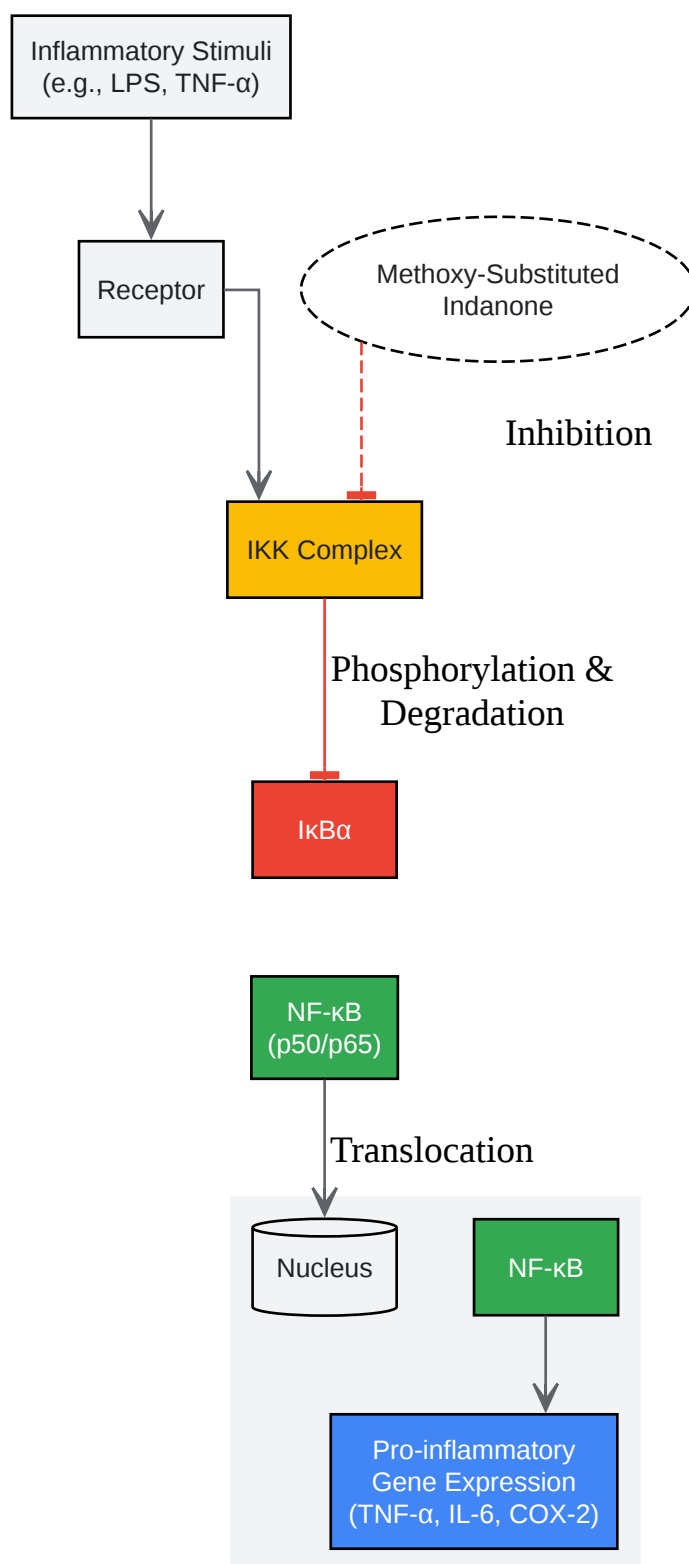 Inflammatory Stimuli
(e.g., LPS, TNF-α)
Receptor
Methoxy-Substituted
Indanone
Inhibition
IKK Complex
Phosphorylation &
Degradation
IκBα
NF-κB
(p50/p65)
Translocation
Nucleus
NF-κB
Pro-inflammatory
Gene Expression
(TNF-α, IL-6, COX-2)